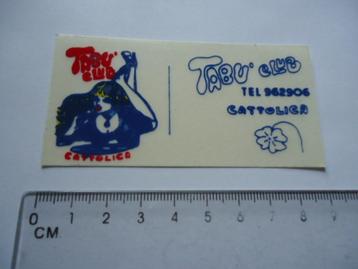 TABU'
CLUB
CATTOLICA
TABU' CLUB
TEL 962906
CATTOLICA
0 1 2 3 4 5 6 7 8 9
CM